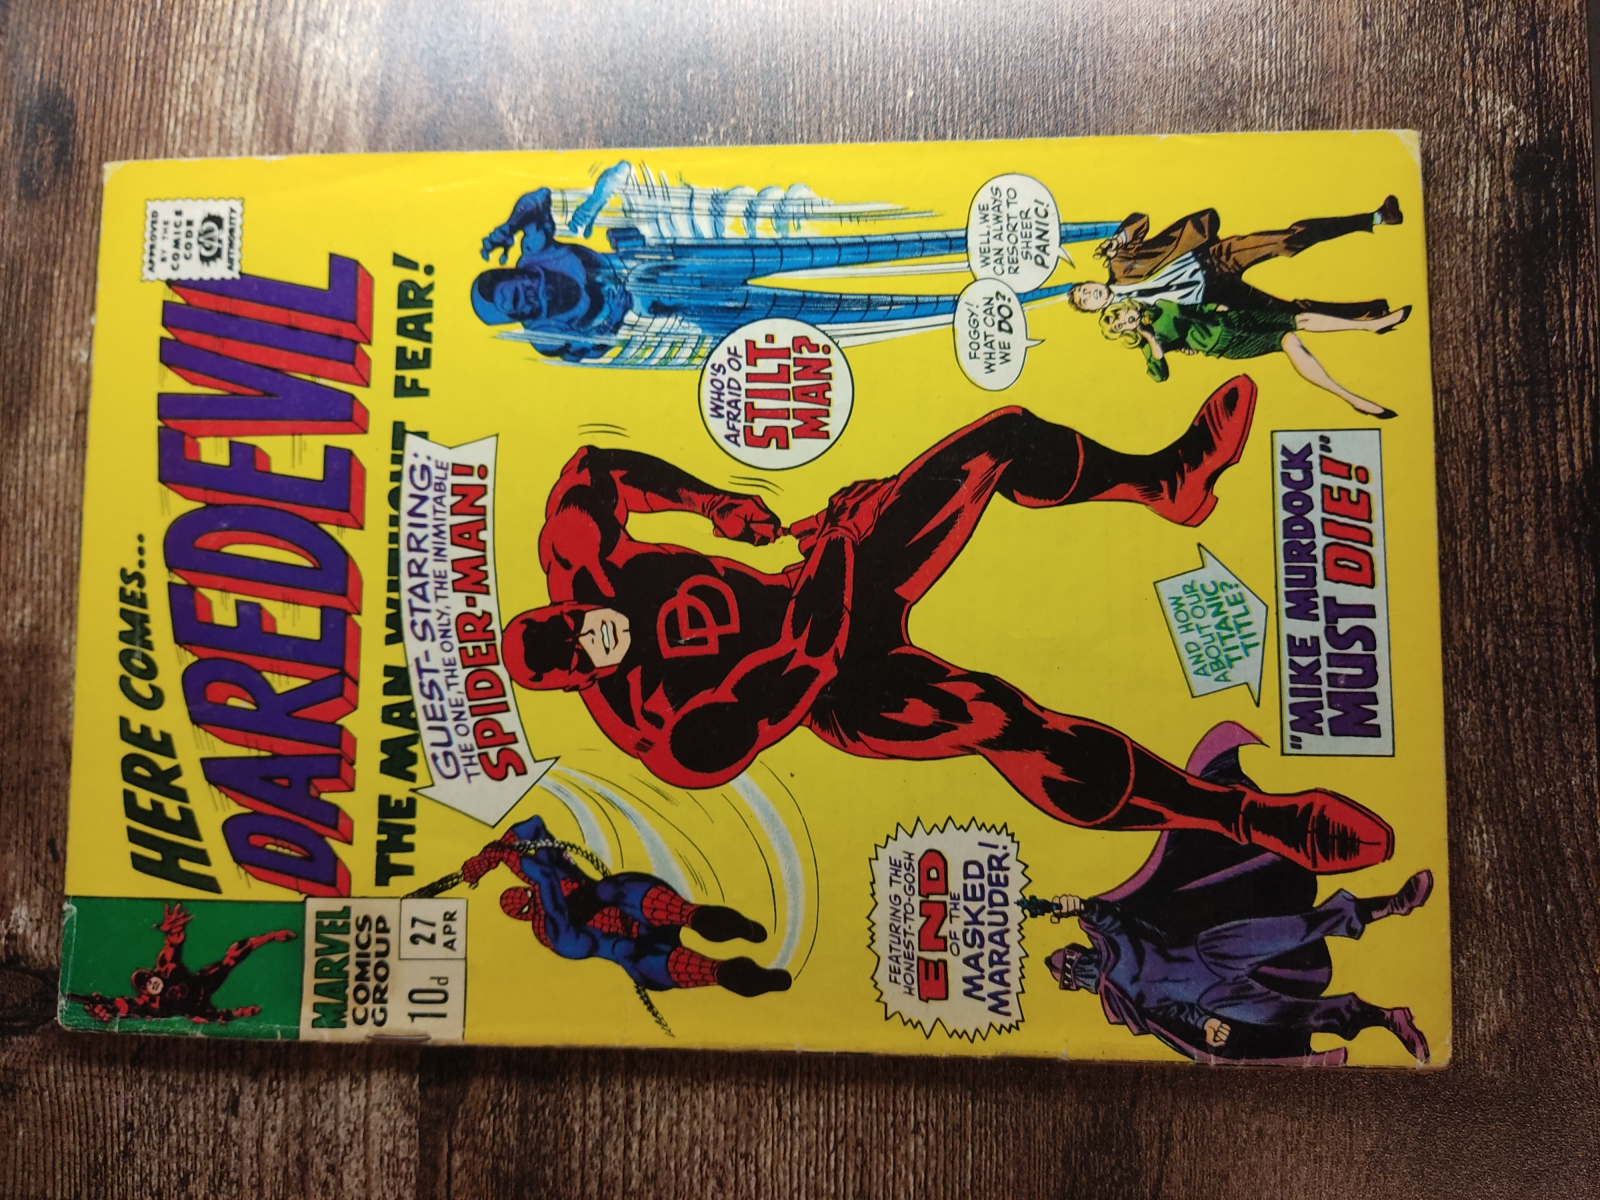 HERE COMES...
DAREDEVIL
APPROVED
BY THE
COMICS
CODE
CA
AUTHORITY
MARVEL
COMICS
GROUP
10d
27
APR
THE MAN WITHOUT FEAR!
GUEST-STARRING:
THE ONE, THE ONLY, THE INIMITABLE
SPIDER-MAN!
DD
WHO'S
AFRAID OF
STILT-
MAN?
FEATURING THE
HONEST-TO-GOSH
END
OF THE
MASKED
MARAUDER!
FOGGY!
WHAT CAN
WE DO?
WELL, WE
CAN ALWAYS
RESORT TO
SHEER
PANIC!
AND HOW
ABOUT OUR
TITANIC
TITLE?
"MIKE MURDOCK
MUST DIE!"